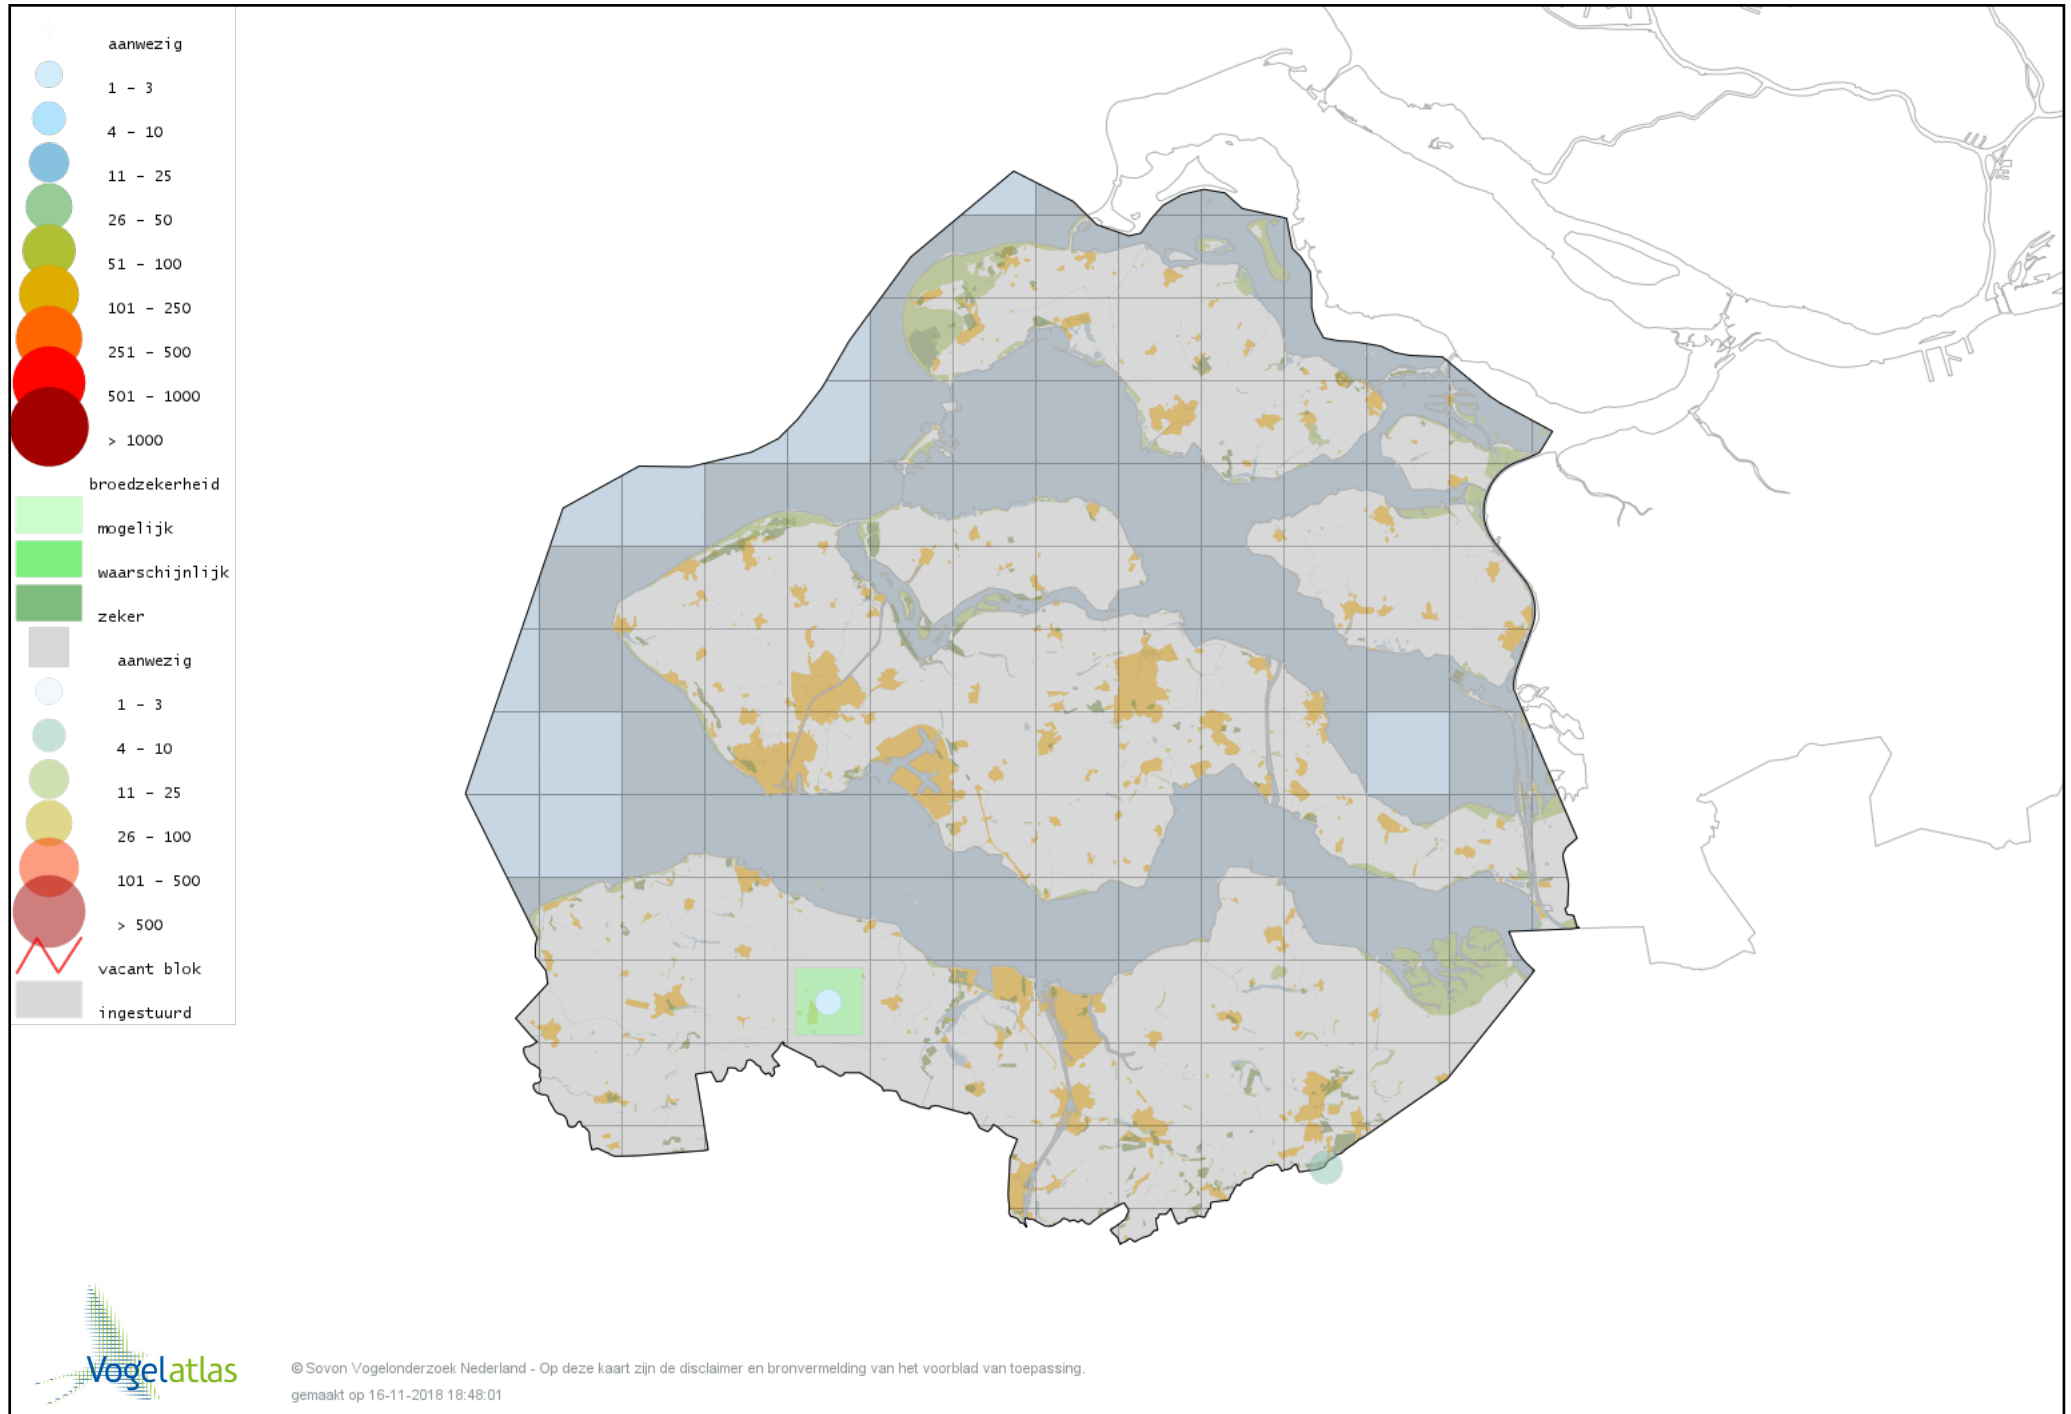 aanwezig
1 - 3
4 - 10
11 - 25
26 - 50
51 - 100
101 - 250
251 - 500
501 - 1000
> 1000
broedzekerheid
mogelijk
waarschijnlijk
zeker
aanwezig
1 - 3
4 - 10
11 - 25
26 - 100
101 - 500
> 500
vacant blok
ingestuurd
Vogelatlas
© Sovon Vogelonderzoek Nederland - Op deze kaart zijn de disclaimer en bronvermelding van het voorblad van toepassing.
gemaakt op 16-11-2018 18:48:01